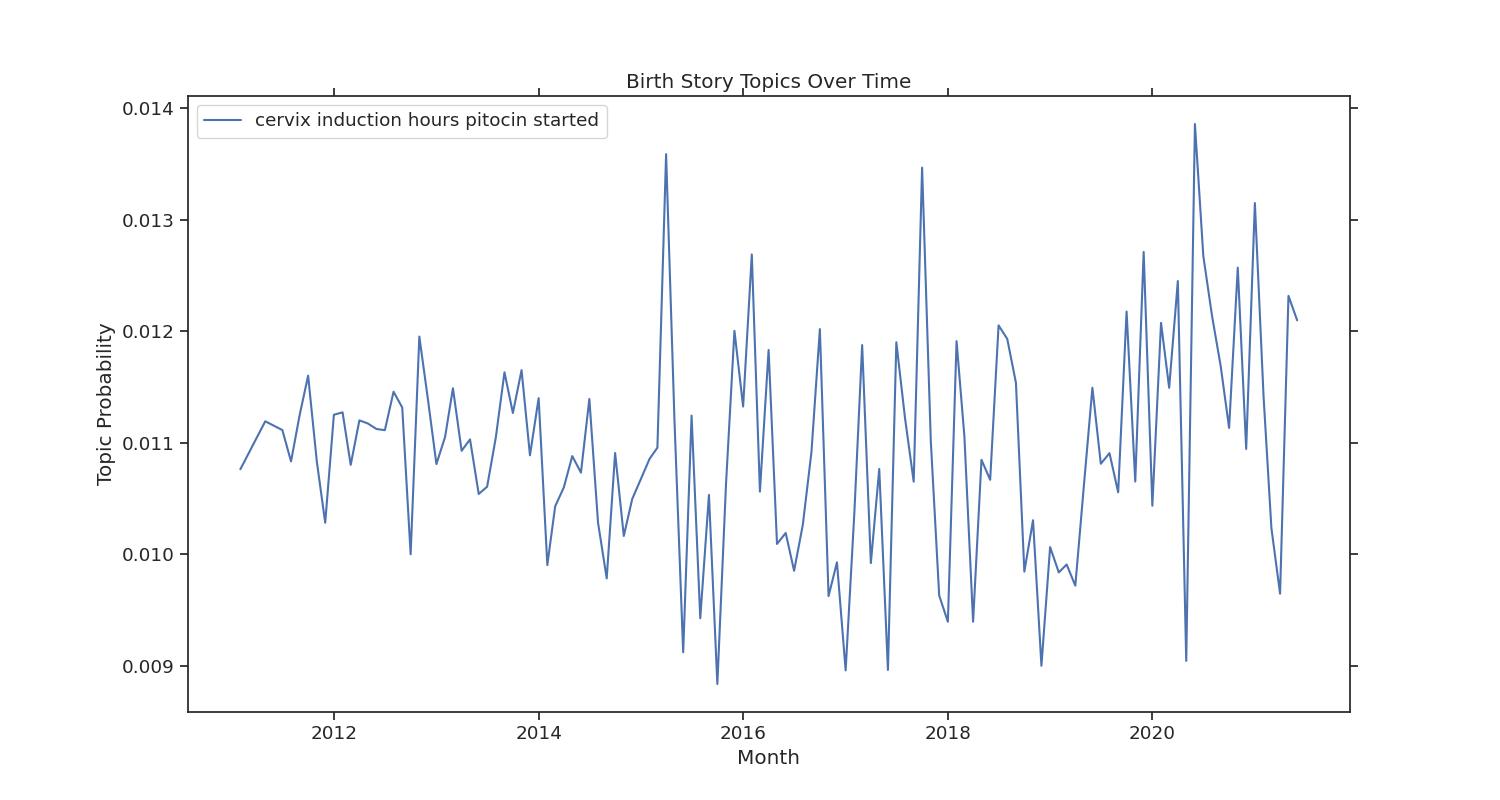 Birth Story Topics Over Time
cervix induction hours pitocin started
Topic Probability
0.014
0.013
0.012
0.011
0.010
0.009
2012 2014 2016 2018 2020
Month